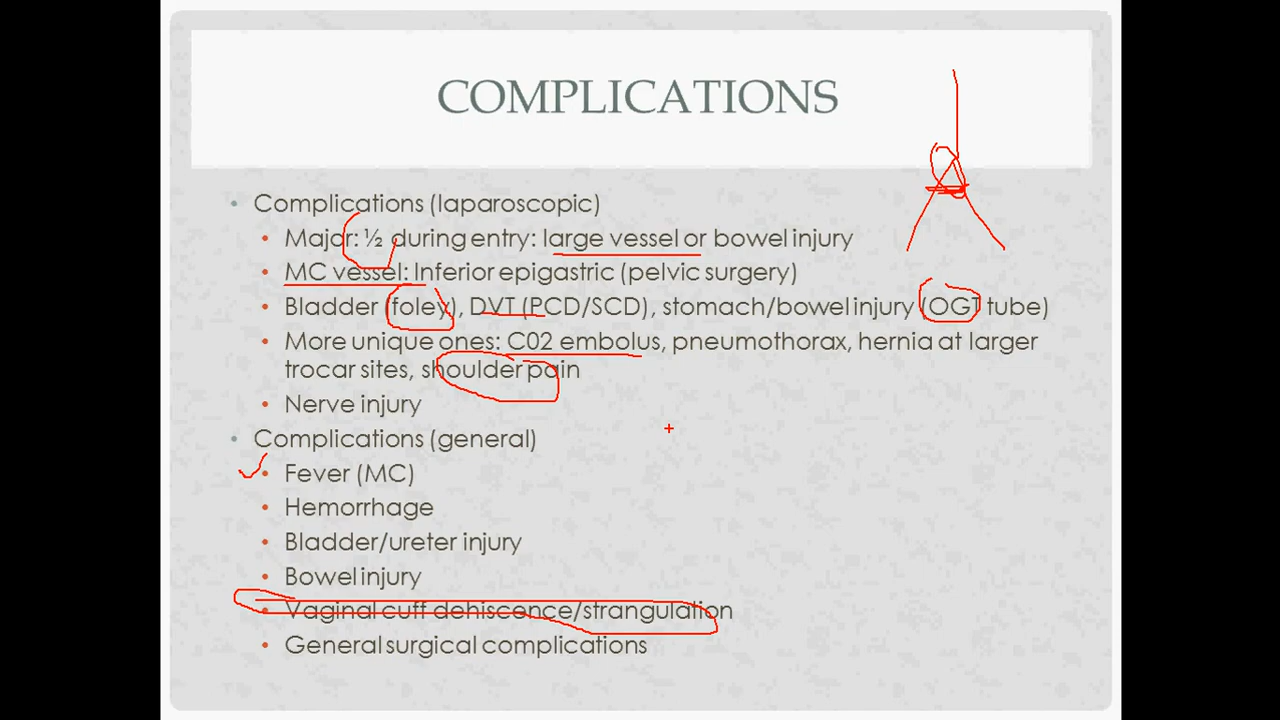 COMPLICATIONS
• Complications (laparoscopic)
• Major: ½ during entry: large vessel or bowel injury
• MC vessel: Inferior epigastric (pelvic surgery)
• Bladder (foley), DVT (PCD/SCD), stomach/bowel injury (OGT tube)
• More unique ones: C02 embolus, pneumothorax, hernia at larger
trocar sites, shoulder pain
• Nerve injury
• Complications (general)
• Fever (MC)
• Hemorrhage
• Bladder/ureter injury
• Bowel injury
• Vaginal cuff dehiscence/strangulation
• General surgical complications